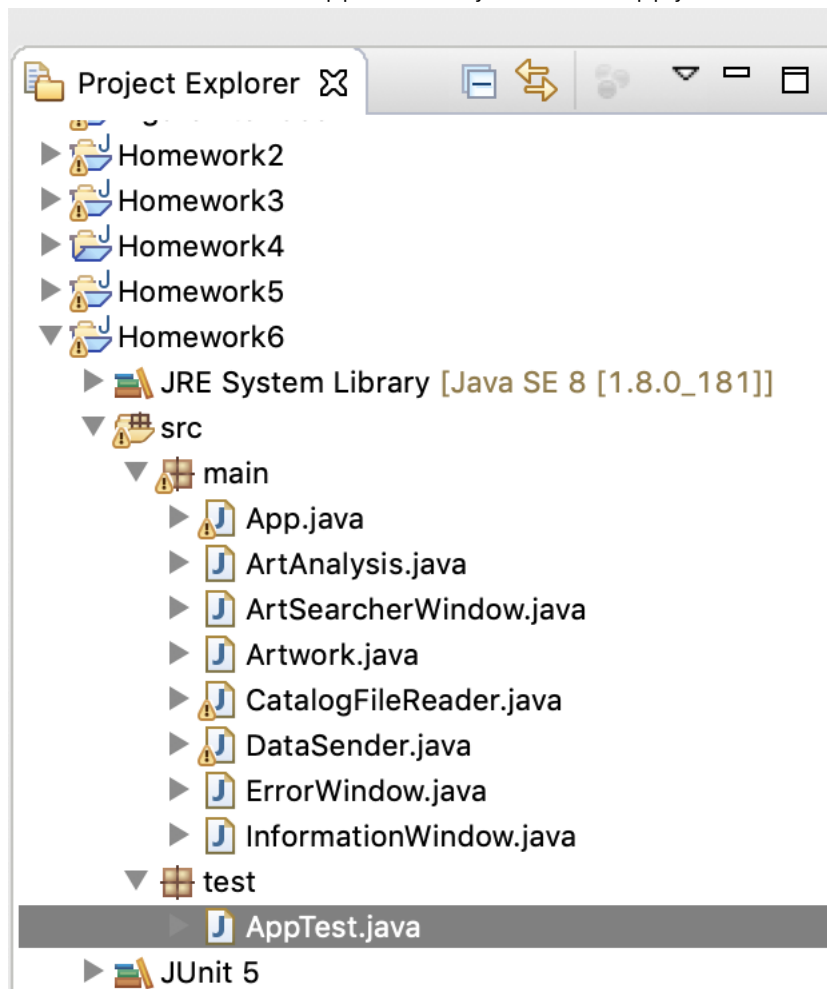 Project Explorer
Homework2
Homework3
Homework4
Homework5
Homework6
JRE System Library [Java SE 8 [1.8.0_181]]
src
main
App.java
ArtAnalysis.java
ArtSearcherWindow.java
Artwork.java
CatalogFileReader.java
DataSender.java
ErrorWindow.java
InformationWindow.java
test
AppTest.java
JUnit 5